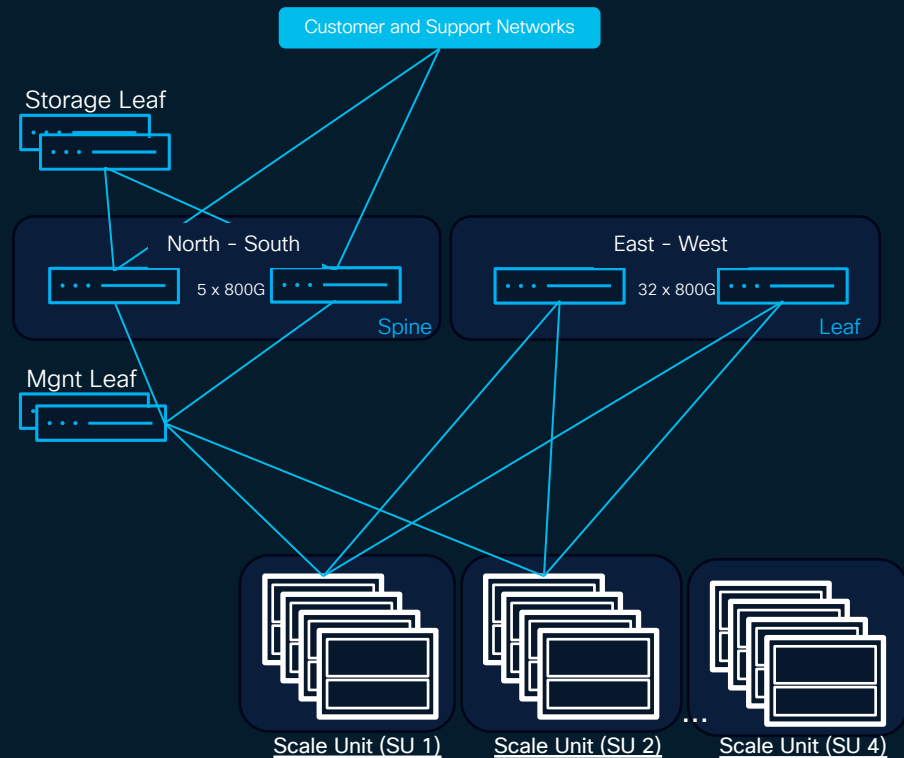 Customer and Support Networks
Storage Leaf
North - South
East - West
5 x 800G
32 x 800G
Spine
Leaf
Mgnt Leaf
...
Scale Unit (SU 1)
Scale Unit (SU 2)
Scale Unit (SU 4)